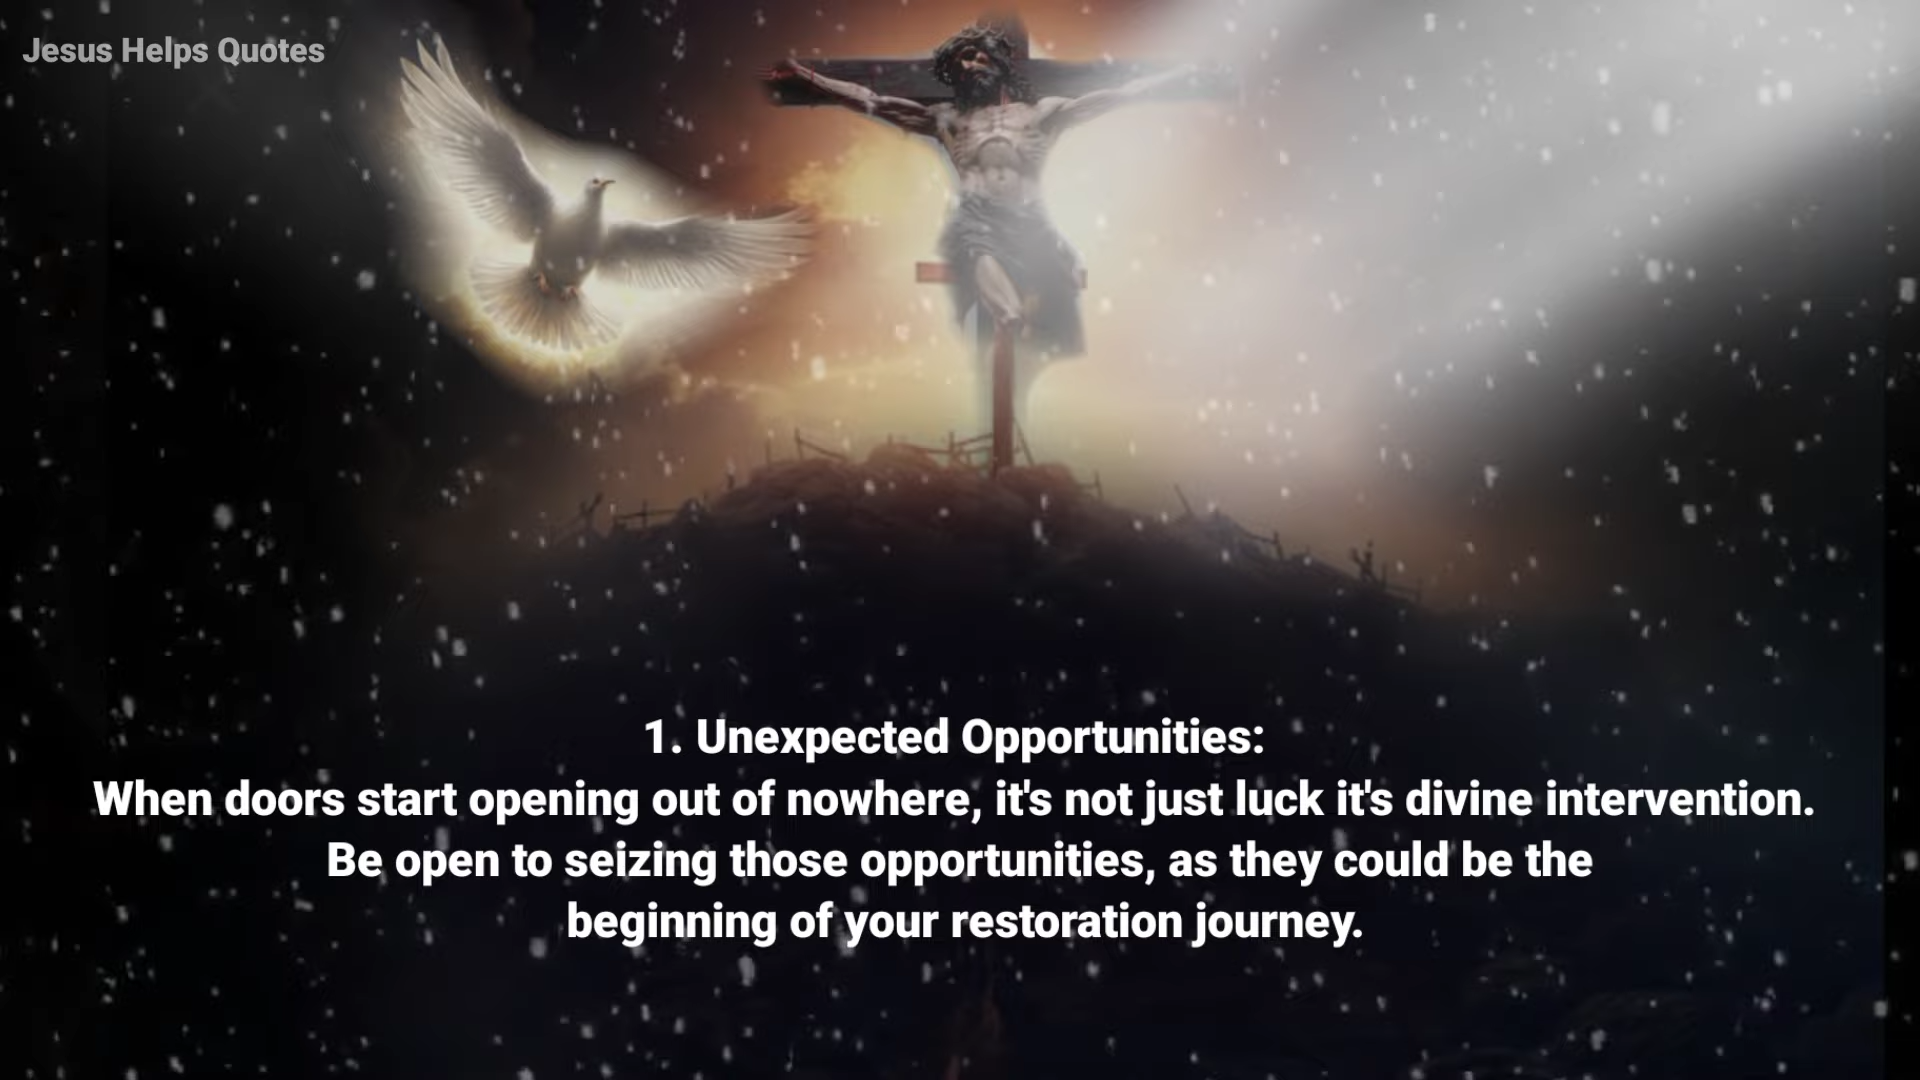 Jesus Helps Quotes
1. Unexpected Opportunities:
When doors start opening out of nowhere, it's not just luck it's divine intervention.
Be open to seizing those opportunities, as they could be the
beginning of your restoration journey.